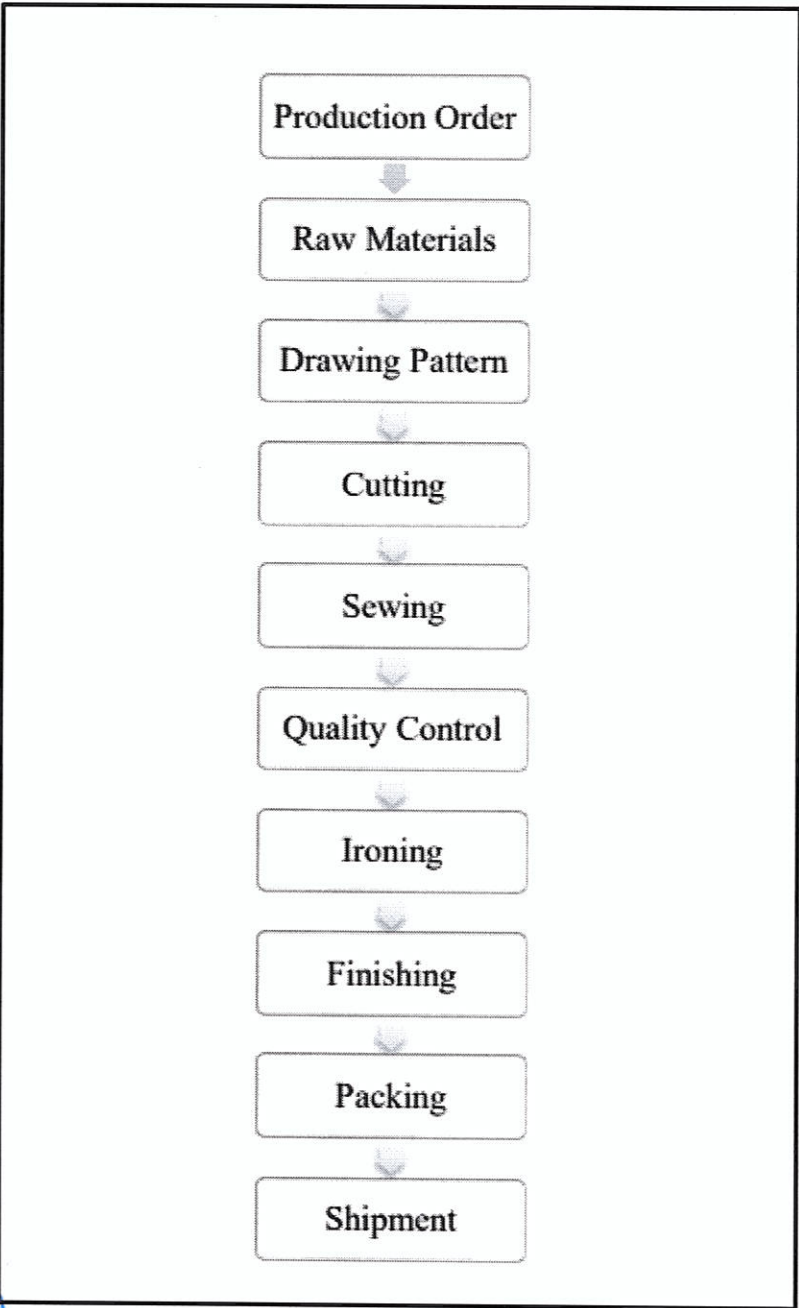 Production Order
Raw Materials
Drawing Pattern
Cutting
Sewing
Quality Control
Ironing
Finishing
Packing
Shipment